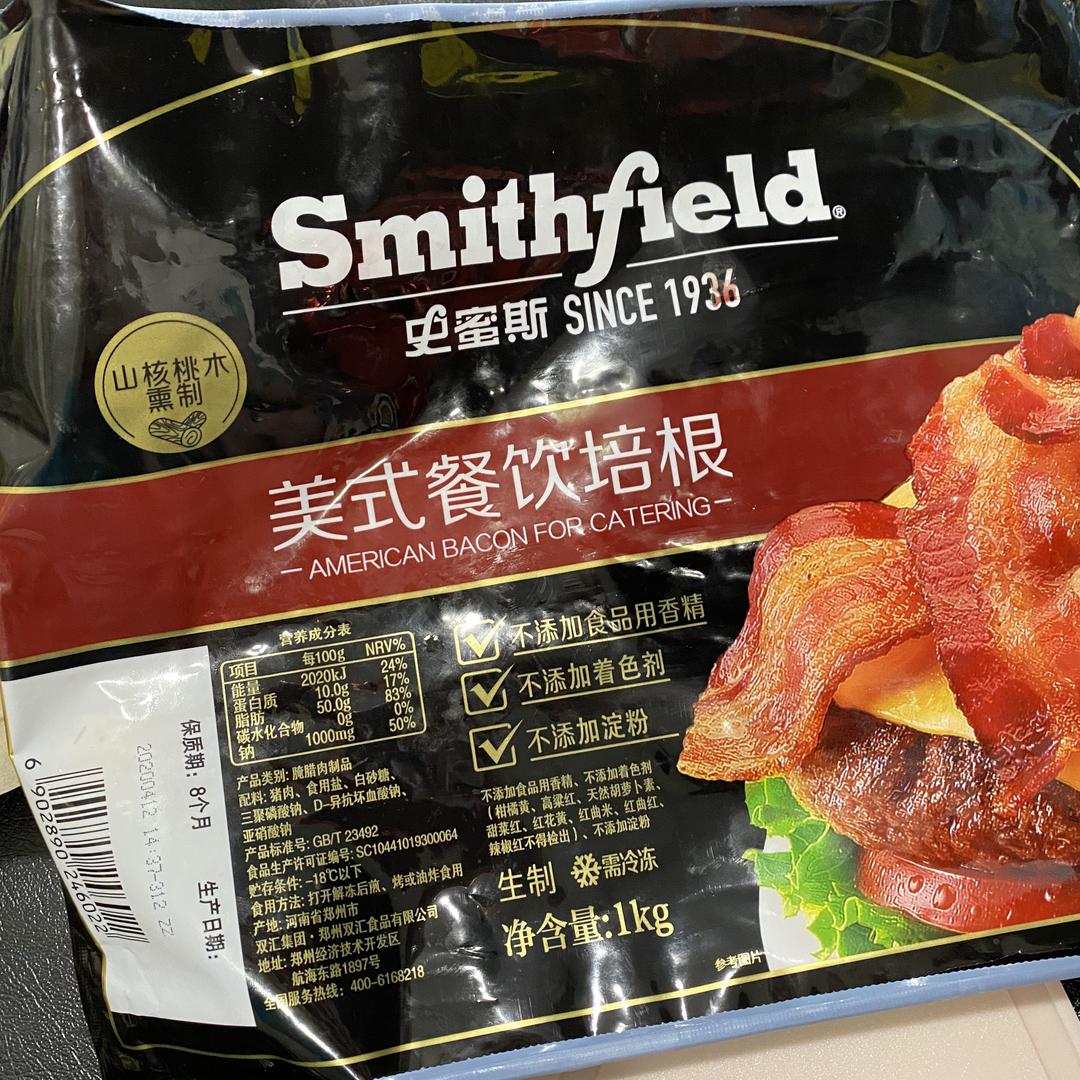 Smithfield®
史蜜斯 SINCE 1936
山核桃木
熏制
美式餐饮培根
AMERICAN BACON FOR CATERING
营养成分表
项目 每100g NRV%
能量 2020kJ 24%
蛋白质 10.0g 17%
脂肪 50.0g 83%
碳水化合物 0g 0%
钠 1000mg 50%
不添加食品用香精
不添加着色剂
不添加淀粉
产品类别: 腌腊肉制品
配料: 猪肉、食用盐、白砂糖、
三聚磷酸钠、D-异抗坏血酸钠、
亚硝酸钠
产品标准号: GB/T 23492
食品生产许可证编号: SC10441019300064
贮存条件: -18℃以下
食用方法: 打开解冻后煎、烤或油炸食用
产地: 河南省郑州市
双汇集团·郑州双汇食品有限公司
地址: 郑州经济技术开发区
航海东路1897号
全国服务热线: 400-6168218
不添加食品用香精、不添加着色剂
(柑橘黄、高粱红、天然胡萝卜素、
甜菜红、红花黄、红曲米、红曲红、
辣椒红不得检出)、不添加淀粉
生制 需冷冻
净含量:1kg
参考图片
保质期: 8个月 生产日期:
20200412 14:37-312 ZZ
6 902890 246022